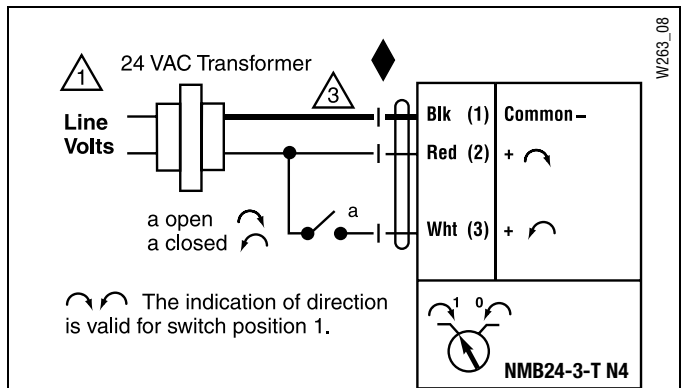 W263_08
1
24 VAC Transformer
3
Line
Volts
Blk (1) Common –
Red (2) +
a
Wht (3) +
a open
a closed
The indication of direction
is valid for switch position 1.
1 0
NMB24-3-T N4